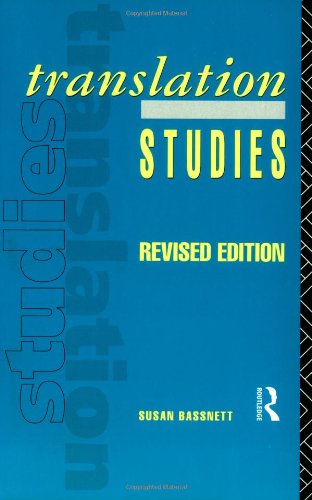 translation
STUDIES
REVISED EDITION
SUSAN BASSNETT
ROUTLEDGE
studies
translation